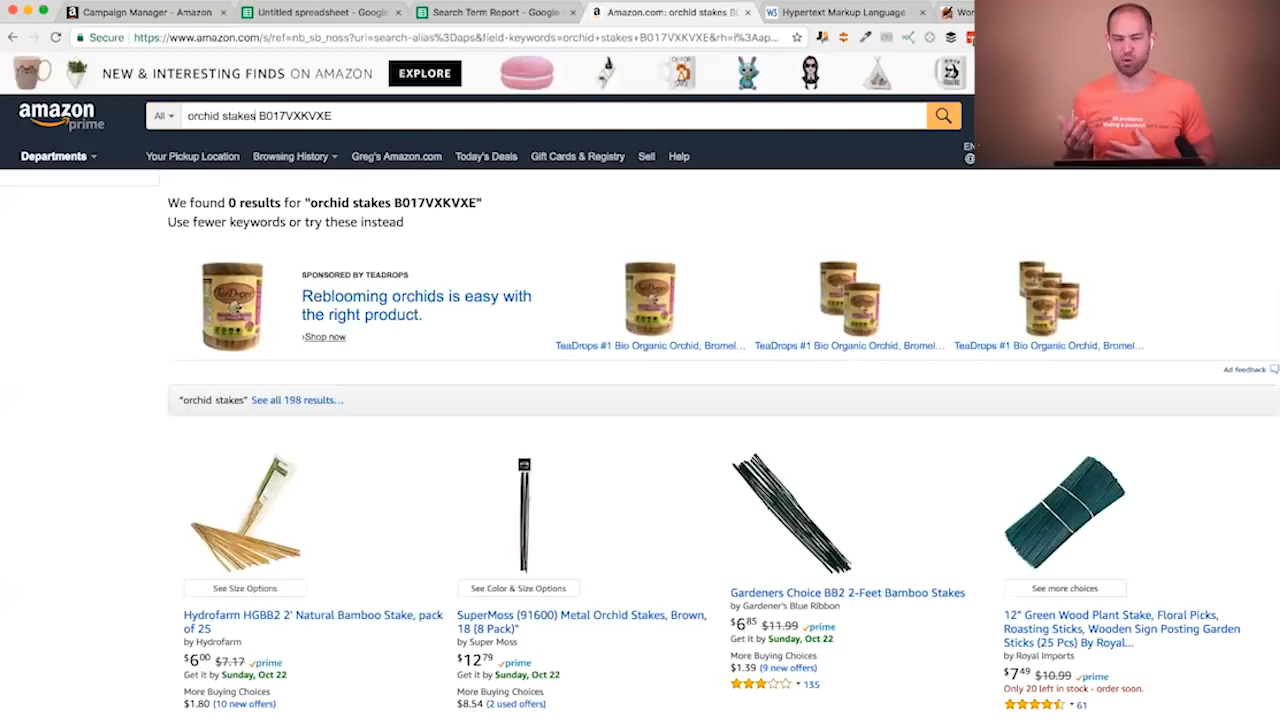 Campaign Manager - Amazon
Untitled spreadsheet - Google
Search Term Report - Google
Amazon.com: orchid stakes B0
Hypertext Markup Language
Wor
Secure
https://www.amazon.com/s/ref=nb_sb_noss?url=search-alias%3Daps&field-keywords=orchid+stakes+B017VXKVXE&rh=i%3Aap...
NEW & INTERESTING FINDS ON AMAZON
EXPLORE
amazon
prime
All
orchid stakes B017VXKVXE
Departments
Your Pickup Location
Browsing History
Greg's Amazon.com
Today's Deals
Gift Cards & Registry
Sell
Help
EN
We found 0 results for "orchid stakes B017VXKVXE"
Use fewer keywords or try these instead
SPONSORED BY TEADROPS
Reblooming orchids is easy with
the right product.
›Shop now
TeaDrops #1 Bio Organic Orchid, Bromel...
TeaDrops #1 Bio Organic Orchid, Bromel...
TeaDrops #1 Bio Organic Orchid, Bromel...
Ad feedback
"orchid stakes" See all 198 results...
See Size Options
Hydrofarm HGBB2 2' Natural Bamboo Stake, pack
of 25
by Hydrofarm
$6 00 $7.17 prime
Get it by Sunday, Oct 22
More Buying Choices
$1.80 (10 new offers)
See Color & Size Options
SuperMoss (91600) Metal Orchid Stakes, Brown,
18 (8 Pack)"
by Super Moss
$12 79 prime
Get it by Sunday, Oct 22
More Buying Choices
$8.54 (2 used offers)
Gardeners Choice BB2 2-Feet Bamboo Stakes
by Gardener's Blue Ribbon
$6 85 $11.99 prime
Get it by Sunday, Oct 22
More Buying Choices
$1.39 (9 new offers)
135
See more choices
12" Green Wood Plant Stake, Floral Picks,
Roasting Sticks, Wooden Sign Posting Garden
Sticks (25 Pcs) By Royal...
by Royal Imports
$7 49 $10.99 prime
Only 20 left in stock - order soon.
61